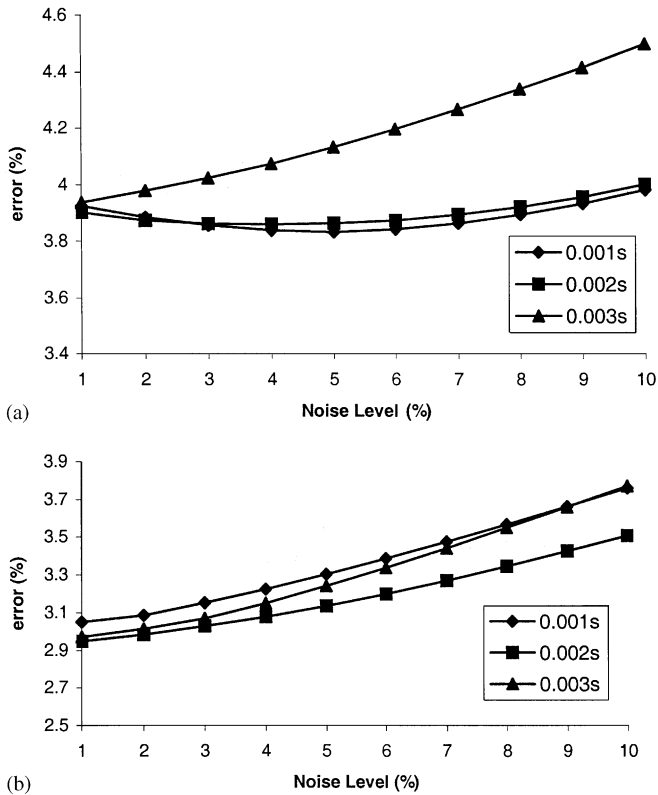 4.6
4.4
4.2
4
3.8
3.6
3.4
error (%)
0.001s
0.002s
0.003s
1 2 3 4 5 6 7 8 9 10
Noise Level (%)
(a)
3.9
3.7
3.5
3.3
3.1
2.9
2.7
2.5
error (%)
0.001s
0.002s
0.003s
1 2 3 4 5 6 7 8 9 10
Noise Level (%)
(b)